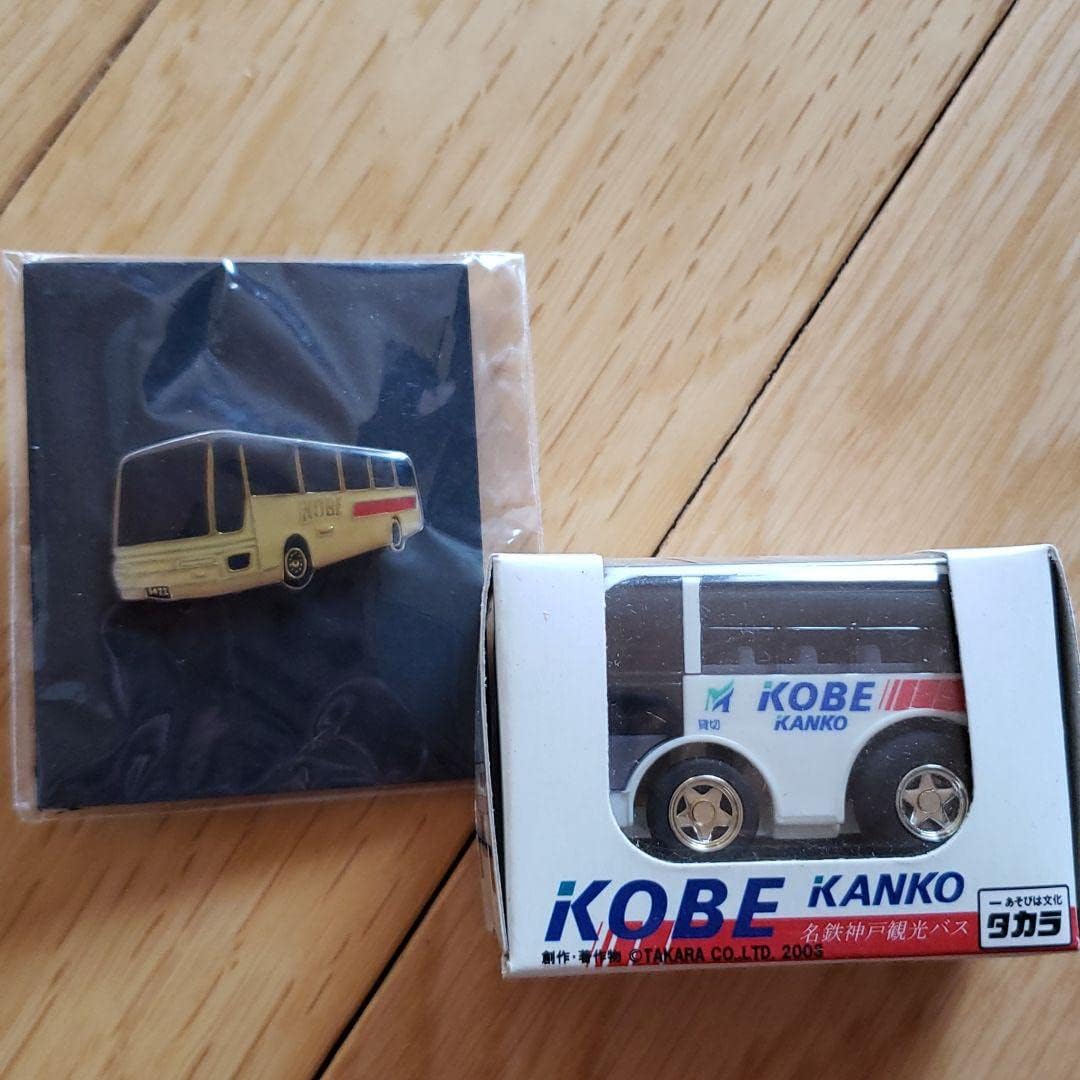 KOBE
KOBE
KANKO
貸切
KOBE KANKO
名鉄神戸観光バス
あそびは文化
タカラ
創作・著作物 ©TAKARA CO.,LTD. 2003